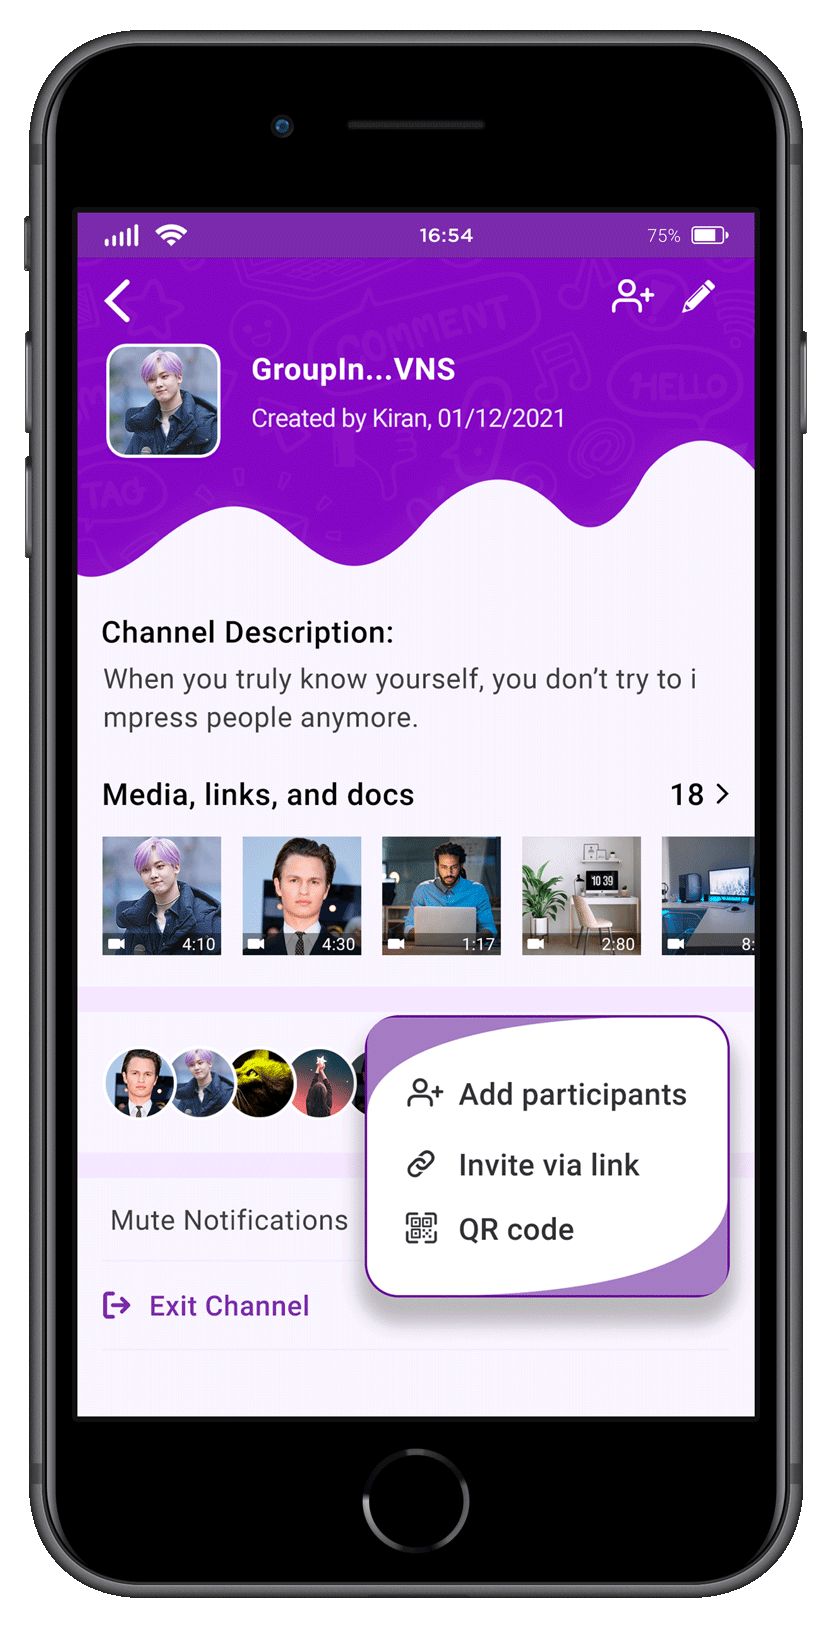 16:54
75%
COMMENT
HELLO
GroupIn...VNS
Created by Kiran, 01/12/2021
TAG
Channel Description:
When you truly know yourself, you don’t try to i
mpress people anymore.
Media, links, and docs
18
10 39
4:10
4:30
1:17
2:80
8:
Add participants
Invite via link
QR code
Mute Notifications
Exit Channel